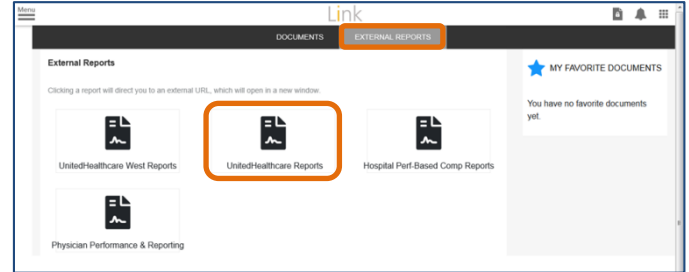 Menu
Link
DOCUMENTS EXTERNAL REPORTS
External Reports
MY FAVORITE DOCUMENTS
Clicking a report will direct you to an external URL, which will open in a new window.
You have no favorite documents
yet.
UnitedHealthcare West Reports UnitedHealthcare Reports Hospital Perf-Based Comp Reports
Physician Performance & Reporting